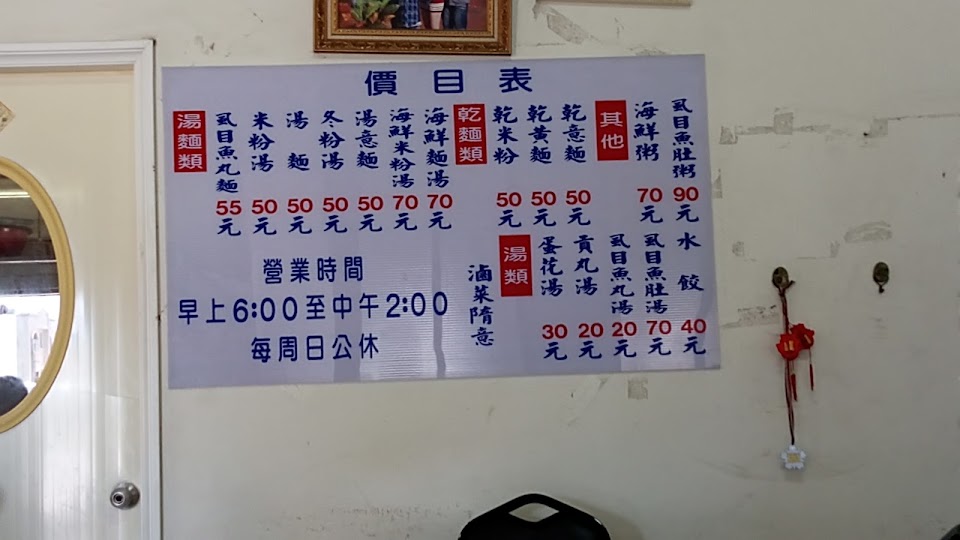 價目表
湯麵類
虱目魚丸麵 55元
米粉湯 50元
湯麵 50元
冬粉湯 50元
湯意麵 50元
海鮮米粉湯 70元
海鮮麵湯 70元
乾麵類
乾米粉 50元
乾黃麵 50元
乾意麵 50元
其他
海鮮粥 70元
虱目魚肚粥 90元
湯類
蛋花湯 30元
貢丸湯 20元
虱目魚丸湯 20元
虱目魚肚湯 70元
水餃 40元
滷菜隋意
營業時間
早上6:00至中午2:00
每周日公休